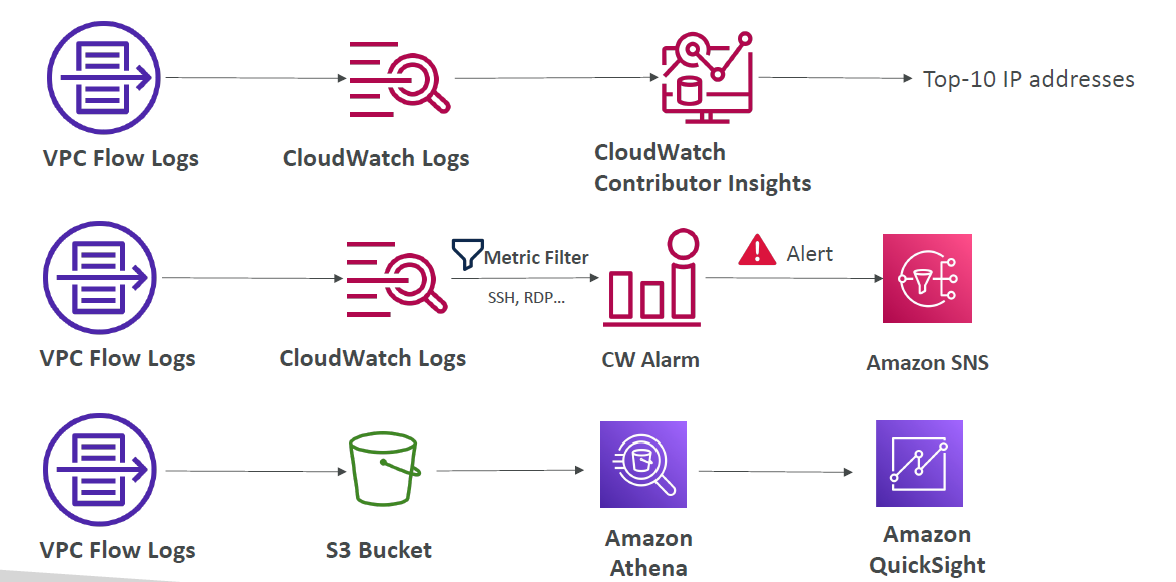 Top-10 IP addresses
VPC Flow Logs
CloudWatch Logs
CloudWatch
Contributor Insights
Metric Filter
SSH, RDP...
Alert
VPC Flow Logs
CloudWatch Logs
CW Alarm
Amazon SNS
VPC Flow Logs
S3 Bucket
Amazon
Athena
Amazon
QuickSight